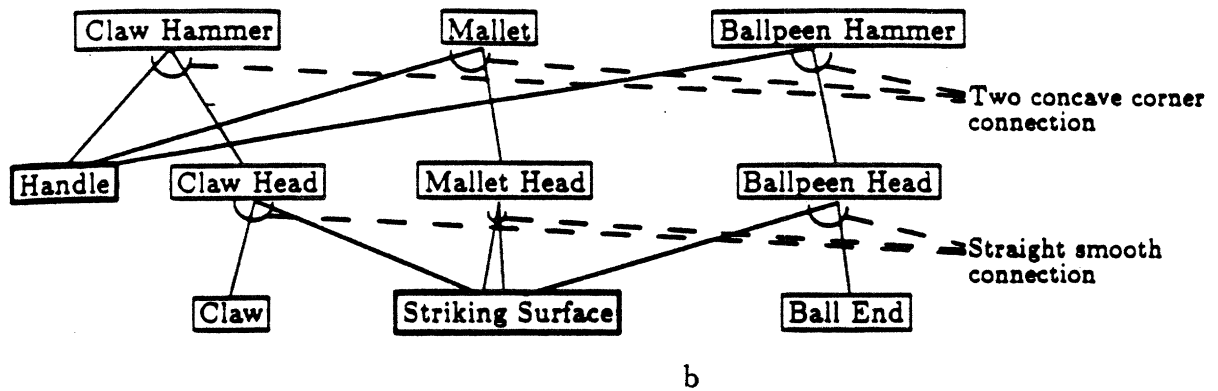 Claw Hammer
Mallet
Ballpeen Hammer
Two concave corner
connection
Handle
Claw Head
Mallet Head
Ballpeen Head
Straight smooth
connection
Claw
Striking Surface
Ball End
b